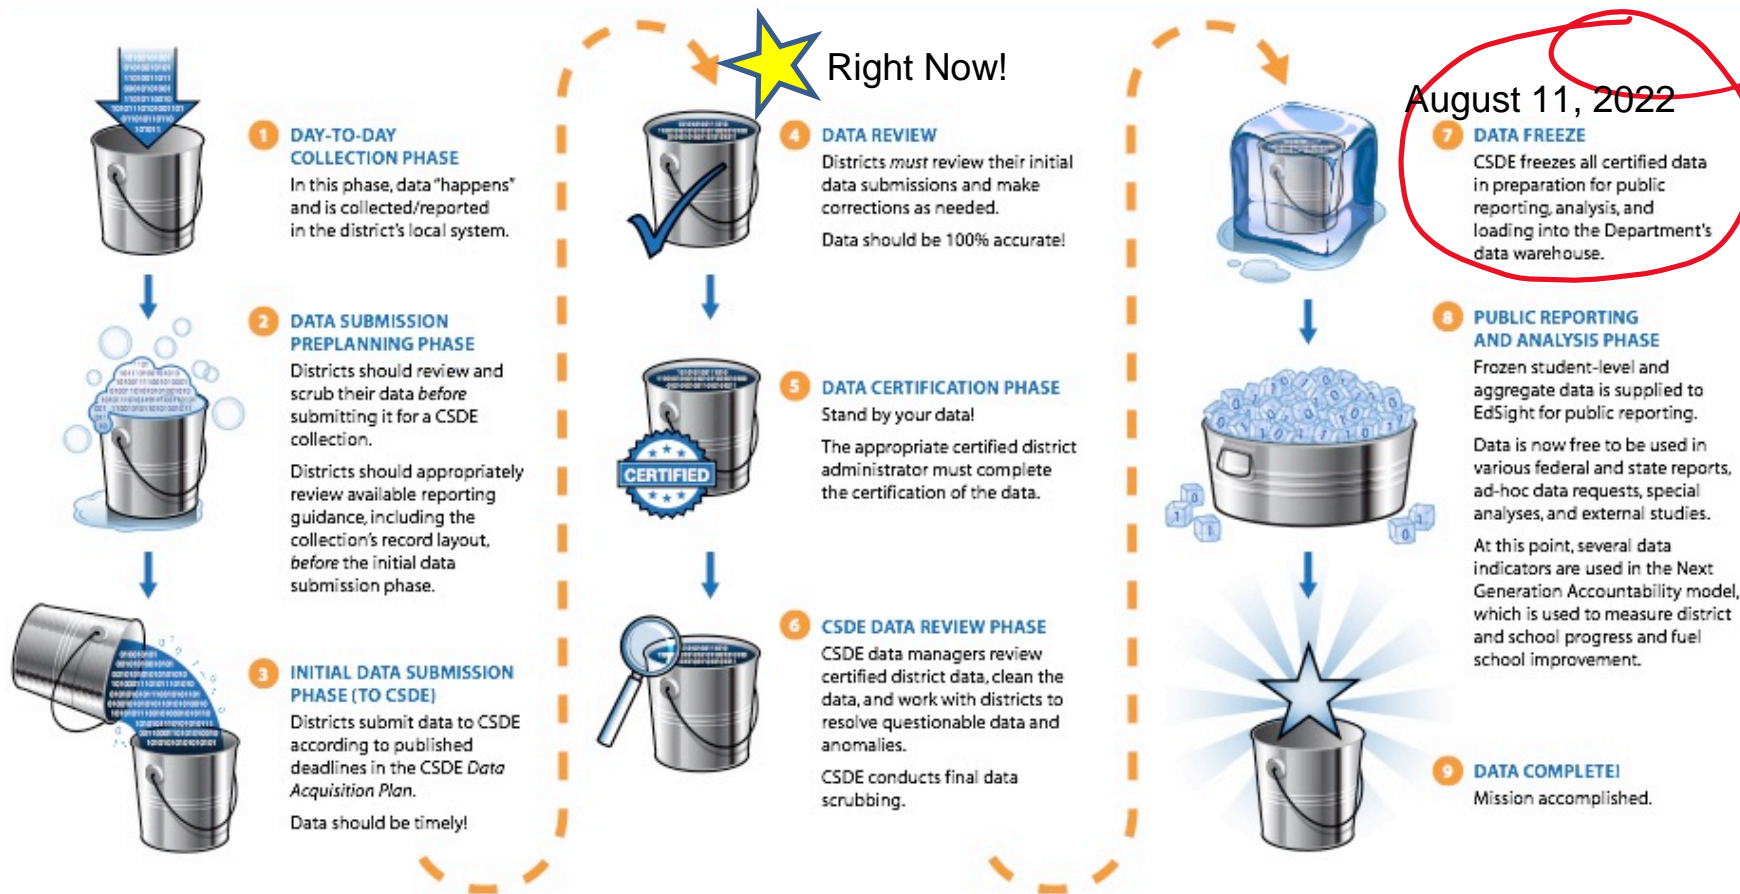 1 DAY-TO-DAY
COLLECTION PHASE
In this phase, data "happens"
and is collected/reported
in the district's local system.
2 DATA SUBMISSION
PREPLANNING PHASE
Districts should review and
scrub their data before
submitting it for a CSDE
collection.
Districts should appropriately
review available reporting
guidance, including the
collection's record layout,
before the initial data
submission phase.
3 INITIAL DATA SUBMISSION
PHASE (TO CSDE)
Districts submit data to CSDE
according to published
deadlines in the CSDE Data
Acquisition Plan.
Data should be timely!
Right Now!
4 DATA REVIEW
Districts must review their initial
data submissions and make
corrections as needed.
Data should be 100% accurate!
5 DATA CERTIFICATION PHASE
Stand by your data!
The appropriate certified district
administrator must complete
the certification of the data.
CERTIFIED
6 CSDE DATA REVIEW PHASE
CSDE data managers review
certified district data, clean the
data, and work with districts to
resolve questionable data and
anomalies.
CSDE conducts final data
scrubbing.
August 11, 2022
7 DATA FREEZE
CSDE freezes all certified data
in preparation for public
reporting, analysis, and
loading into the Department's
data warehouse.
8 PUBLIC REPORTING
AND ANALYSIS PHASE
Frozen student-level and
aggregate data is supplied to
EdSight for public reporting.
Data is now free to be used in
various federal and state reports,
ad-hoc data requests, special
analyses, and external studies.
At this point, several data
indicators are used in the Next
Generation Accountability model,
which is used to measure district
and school progress and fuel
school improvement.
9 DATA COMPLETE!
Mission accomplished.